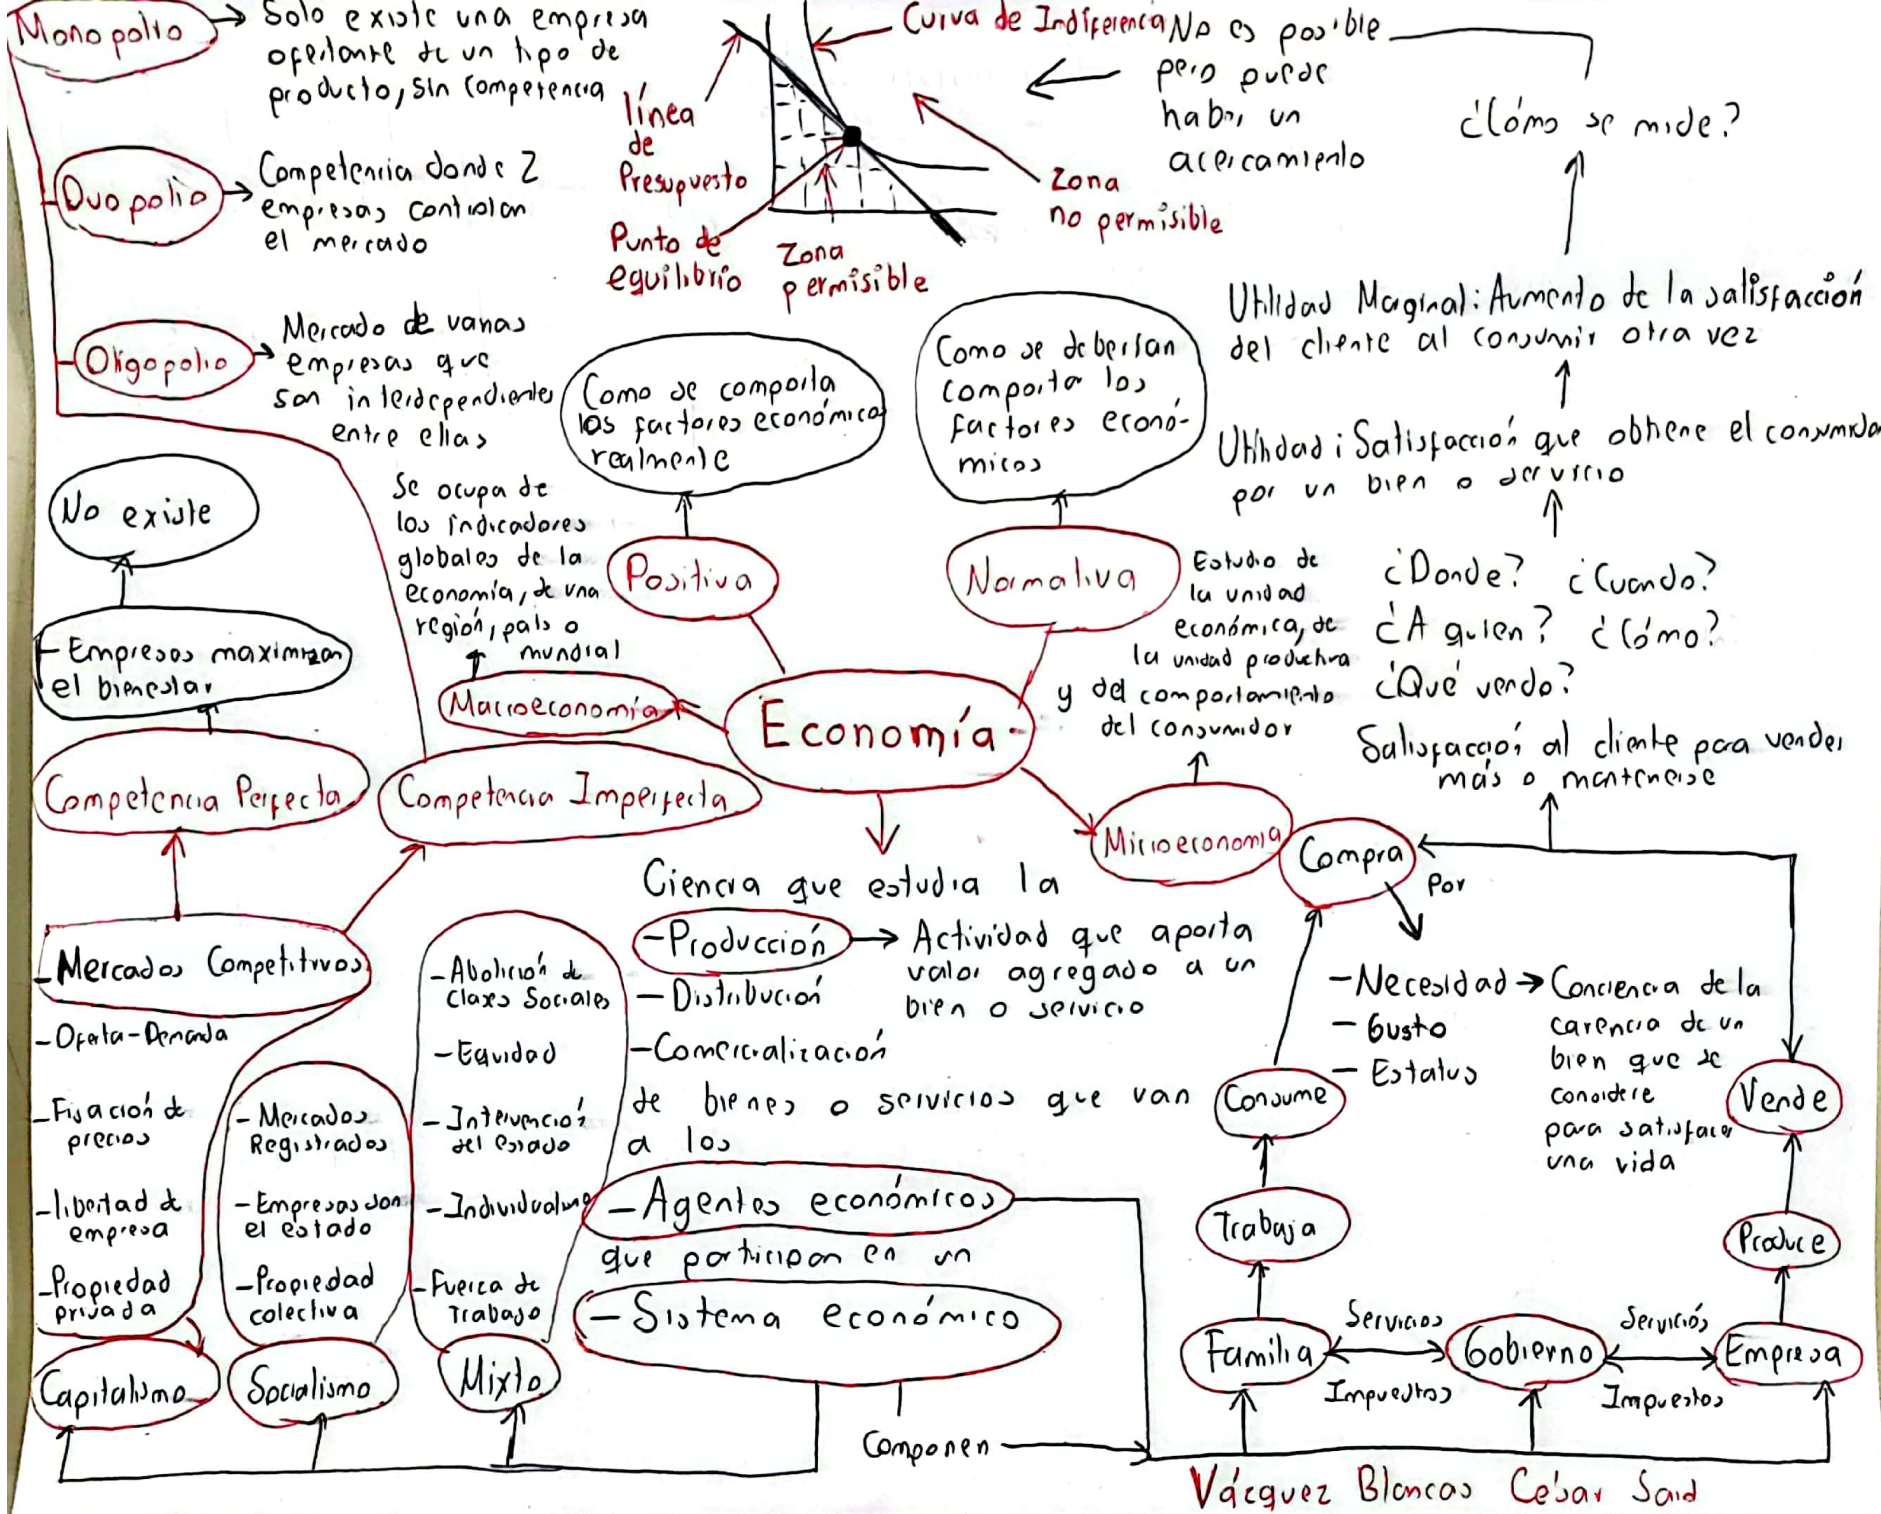 Monopolio
Solo existe una empresa
ofertante de un tipo de
producto, sin competencia
Duopolio
Competencia donde 2
empresas controlan
el mercado
Oligopolio
Mercado de varias
empresas que
son interdependientes
entre ellas
línea
de
Presupuesto
Curva de Indiferencia
Punto de
equilibrio
Zona
permisible
Zona
no permisible
No es posible
pero puede
haber un
acercamiento
¿Cómo se mide?
Utilidad Marginal: Aumento de la satisfacción
del cliente al consumir otra vez
Utilidad: Satisfacción que obtiene el consumidor
por un bien o servicio
¿Donde? ¿Cuando?
¿A quien? ¿Cómo?
¿Qué vendo?
Satisfacción al cliente para vender
más o mantenerse
Como se comporta
los factores económicos
realmente
Como se deberían
comporta los
factores econó-
micos
Positiva
Normativa
No existe
- Empresas maximizan
el bienestar
Competencia Perfecta
Competencia Imperfecta
Se ocupa de
los indicadores
globales de la
economía, de una
región, país o
mundial
Macroeconomía
Economía
Estudio de
la unidad
económica, de
la unidad productiva
y del comportamiento
del consumidor
Microeconomía
Compra
Por
- Necesidad
- Gusto
- Estatus
Conciencia de la
carencia de un
bien que se
considere
para satisfacer
una vida
Ciencia que estudia la
- Producción
- Distribución
- Comercialización
Actividad que aporta
valor agregado a un
bien o servicio
de bienes o servicios que van
a los
- Agentes económicos
que participan en un
- Sistema económico
Componen
- Mercados Competitivos
- Oferta-Demanda
- Fijación de
precios
- libertad de
empresa
- Propiedad
privada
Capitalismo
- Mercados
Registrados
- Empresas son
el estado
- Propiedad
colectiva
Socialismo
- Abolición de
Clases Sociales
- Equidad
- Intervención
del estado
- Individualismo
- Fuerza de
Trabajo
Mixto
Consume
Trabaja
Familia
Servicios
Impuestos
Gobierno
Servicios
Impuestos
Empresa
Produce
Vende
Vázquez Blancas César Said